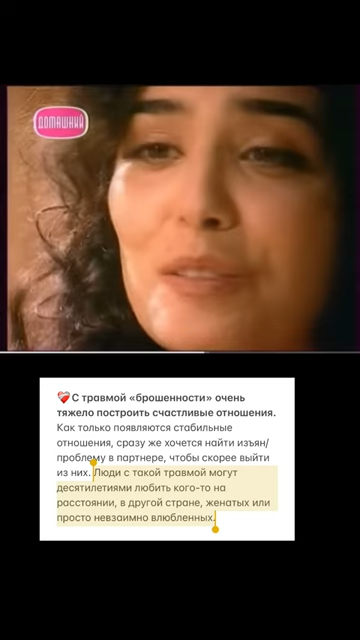 ДОМАШНИЙ
❤️‍🩹С травмой «брошенности» очень
тяжело построить счастливые отношения.
Как только появляются стабильные
отношения, сразу же хочется найти изъян/
проблему в партнере, чтобы скорее выйти
из них. Люди с такой травмой могут
десятилетиями любить кого-то на
расстоянии, в другой стране, женатых или
просто невзаимно влюбленных.